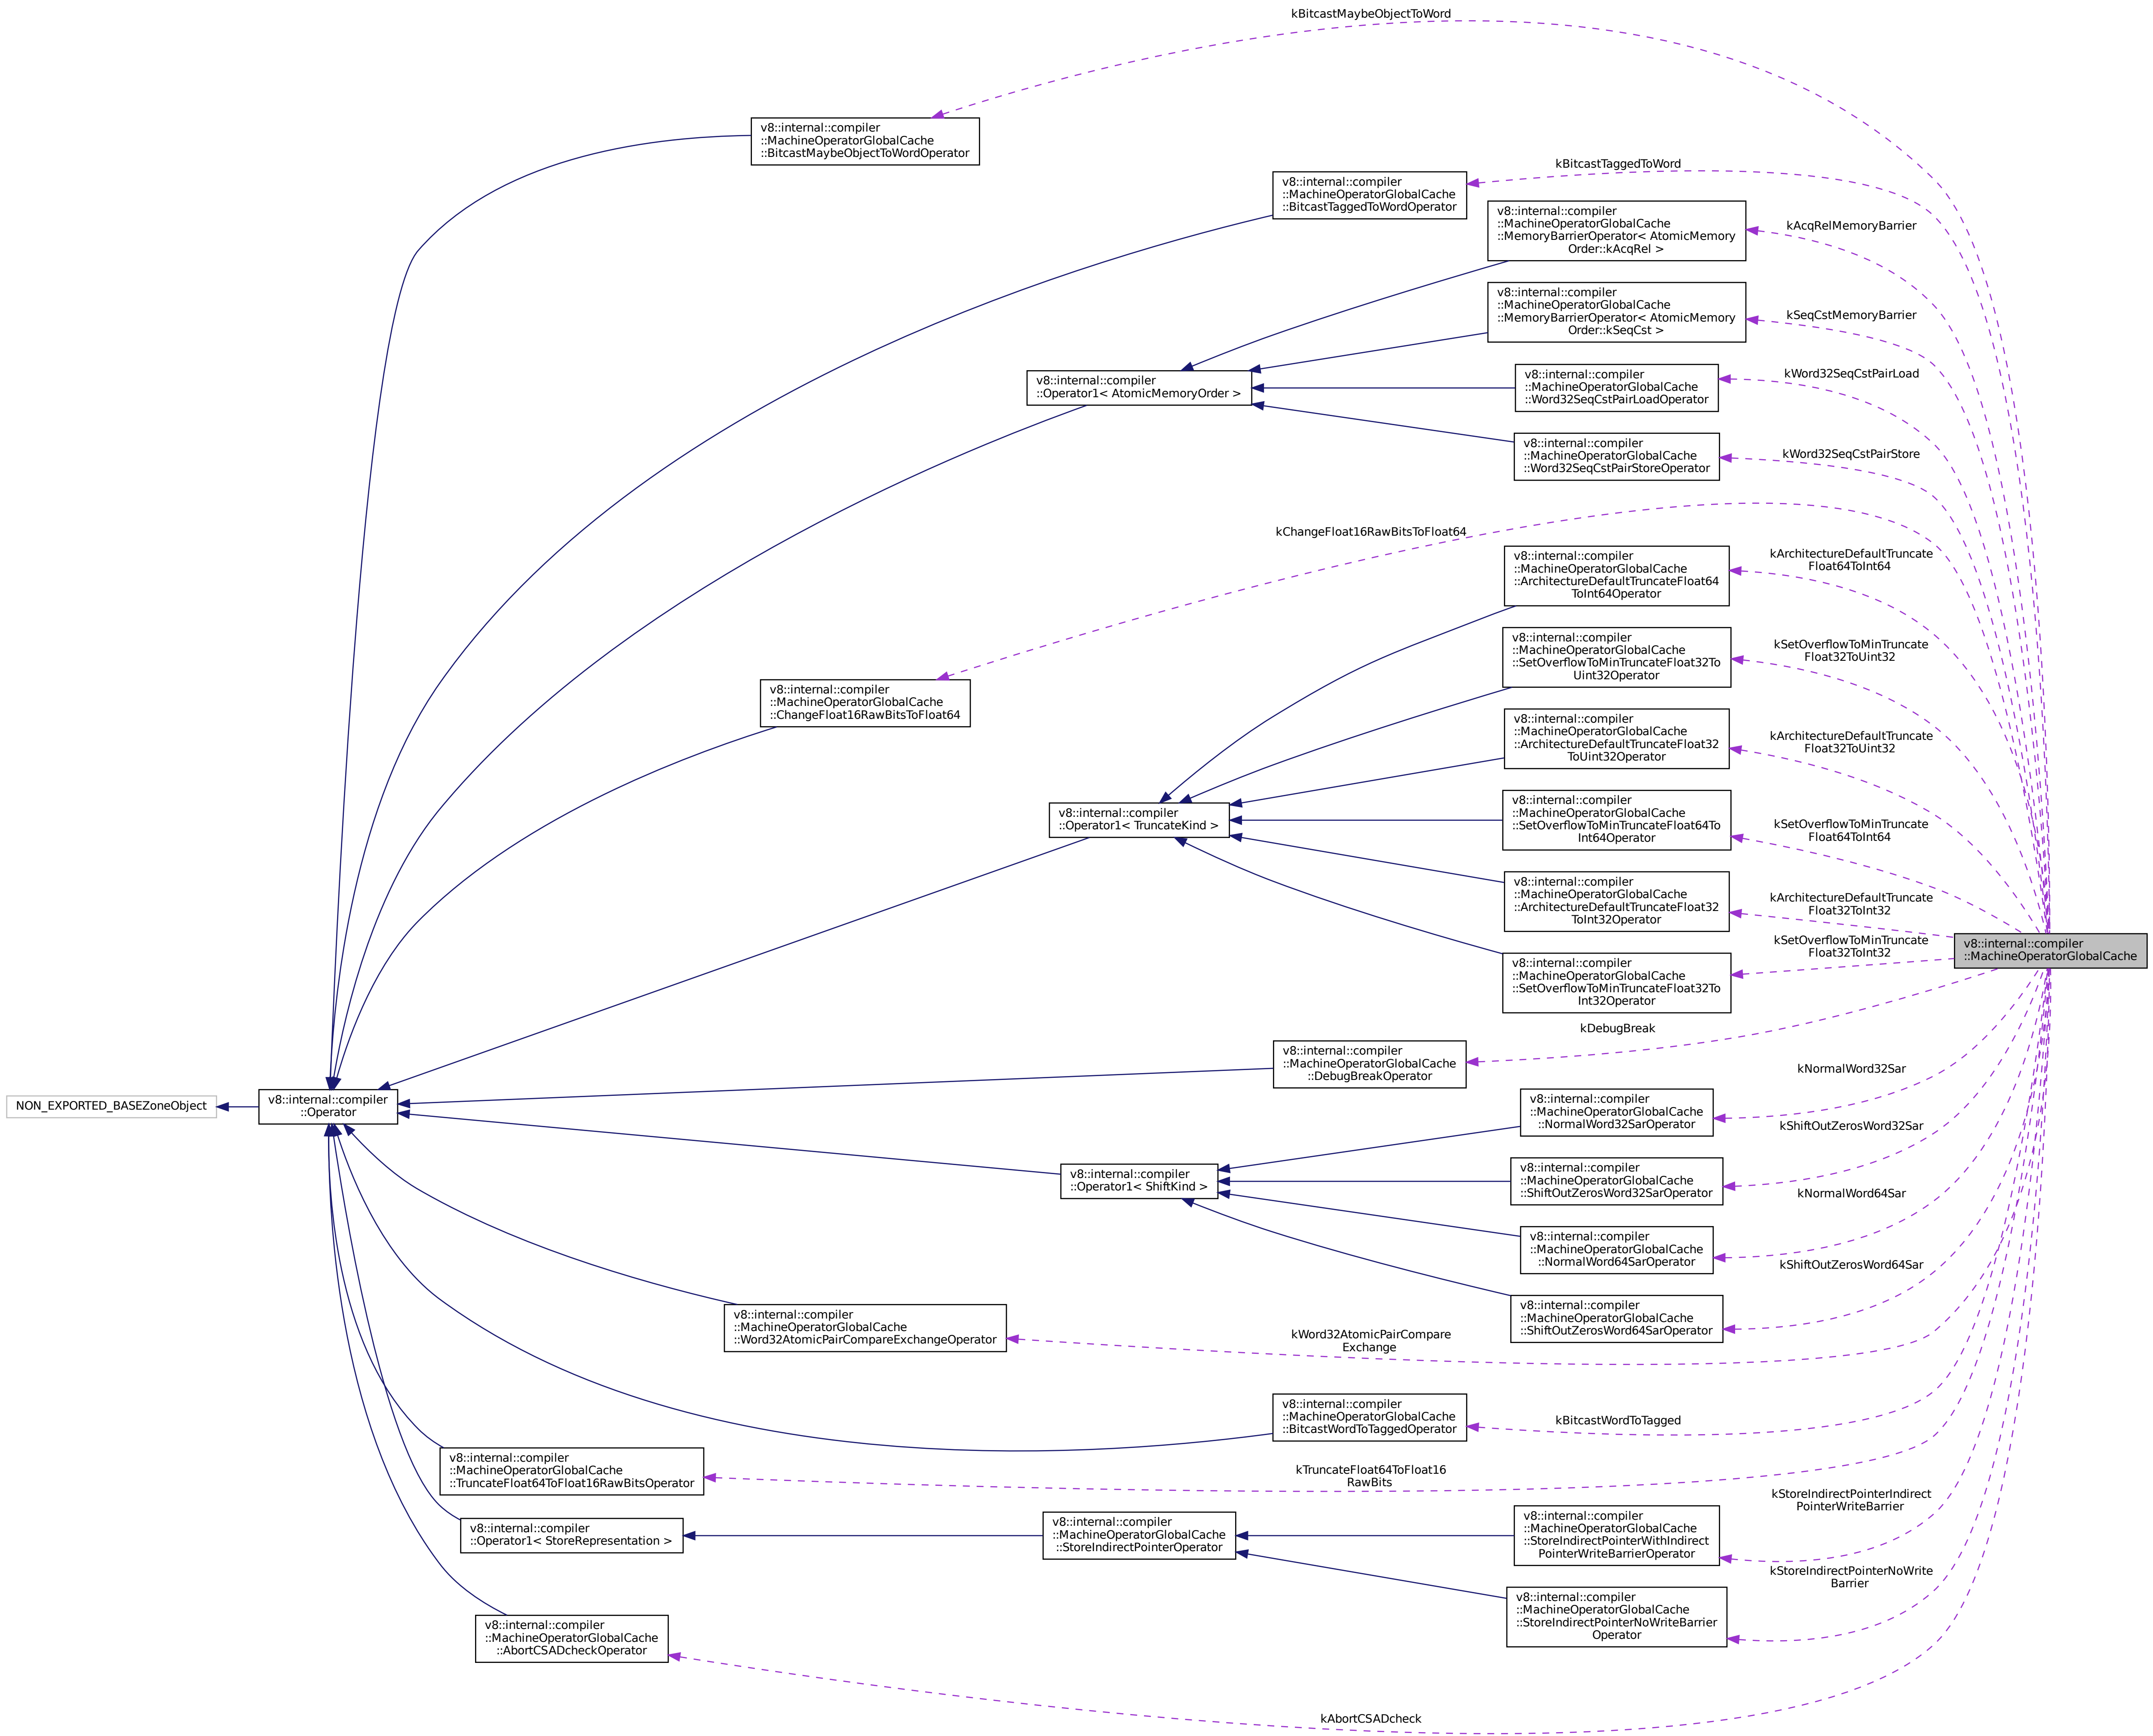 kBitcastMaybeObjectToWord
v8::internal::compiler
::MachineOperatorGlobalCache
::BitcastMaybeObjectToWordOperator
kBitcastTaggedToWord
v8::internal::compiler
::MachineOperatorGlobalCache
::BitcastTaggedToWordOperator
v8::internal::compiler
::MachineOperatorGlobalCache
::MemoryBarrierOperator< AtomicMemory
Order::kAcqRel >
kAcqRelMemoryBarrier
v8::internal::compiler
::MachineOperatorGlobalCache
::MemoryBarrierOperator< AtomicMemory
Order::kSeqCst >
kSeqCstMemoryBarrier
v8::internal::compiler
::Operator1< AtomicMemoryOrder >
v8::internal::compiler
::MachineOperatorGlobalCache
::Word32SeqCstPairLoadOperator
kWord32SeqCstPairLoad
v8::internal::compiler
::MachineOperatorGlobalCache
::Word32SeqCstPairStoreOperator
kWord32SeqCstPairStore
kChangeFloat16RawBitsToFloat64
v8::internal::compiler
::MachineOperatorGlobalCache
::ArchitectureDefaultTruncateFloat64
ToInt64Operator
kArchitectureDefaultTruncate
Float64ToInt64
v8::internal::compiler
::MachineOperatorGlobalCache
::SetOverflowToMinTruncateFloat32To
Uint32Operator
kSetOverflowToMinTruncate
Float32ToUint32
v8::internal::compiler
::MachineOperatorGlobalCache
::ChangeFloat16RawBitsToFloat64
v8::internal::compiler
::MachineOperatorGlobalCache
::ArchitectureDefaultTruncateFloat32
ToUint32Operator
kArchitectureDefaultTruncate
Float32ToUint32
v8::internal::compiler
::Operator1< TruncateKind >
v8::internal::compiler
::MachineOperatorGlobalCache
::SetOverflowToMinTruncateFloat64To
Int64Operator
kSetOverflowToMinTruncate
Float64ToInt64
v8::internal::compiler
::MachineOperatorGlobalCache
::ArchitectureDefaultTruncateFloat32
ToInt32Operator
kArchitectureDefaultTruncate
Float32ToInt32
v8::internal::compiler
::MachineOperatorGlobalCache
kSetOverflowToMinTruncate
Float32ToInt32
v8::internal::compiler
::MachineOperatorGlobalCache
::SetOverflowToMinTruncateFloat32To
Int32Operator
kDebugBreak
v8::internal::compiler
::MachineOperatorGlobalCache
::DebugBreakOperator
NON_EXPORTED_BASEZoneObject
v8::internal::compiler
::Operator
v8::internal::compiler
::MachineOperatorGlobalCache
::NormalWord32SarOperator
kNormalWord32Sar
v8::internal::compiler
::Operator1< ShiftKind >
v8::internal::compiler
::MachineOperatorGlobalCache
::ShiftOutZerosWord32SarOperator
kShiftOutZerosWord32Sar
v8::internal::compiler
::MachineOperatorGlobalCache
::NormalWord64SarOperator
kNormalWord64Sar
v8::internal::compiler
::MachineOperatorGlobalCache
::ShiftOutZerosWord64SarOperator
kShiftOutZerosWord64Sar
v8::internal::compiler
::MachineOperatorGlobalCache
::Word32AtomicPairCompareExchangeOperator
kWord32AtomicPairCompare
Exchange
v8::internal::compiler
::MachineOperatorGlobalCache
::BitcastWordToTaggedOperator
kBitcastWordToTagged
v8::internal::compiler
::MachineOperatorGlobalCache
::TruncateFloat64ToFloat16RawBitsOperator
kTruncateFloat64ToFloat16
RawBits
v8::internal::compiler
::Operator1< StoreRepresentation >
v8::internal::compiler
::MachineOperatorGlobalCache
::StoreIndirectPointerOperator
v8::internal::compiler
::MachineOperatorGlobalCache
::StoreIndirectPointerWithIndirect
PointerWriteBarrierOperator
kStoreIndirectPointerIndirect
PointerWriteBarrier
v8::internal::compiler
::MachineOperatorGlobalCache
::StoreIndirectPointerNoWriteBarrier
Operator
kStoreIndirectPointerNoWrite
Barrier
v8::internal::compiler
::MachineOperatorGlobalCache
::AbortCSADcheckOperator
kAbortCSADcheck